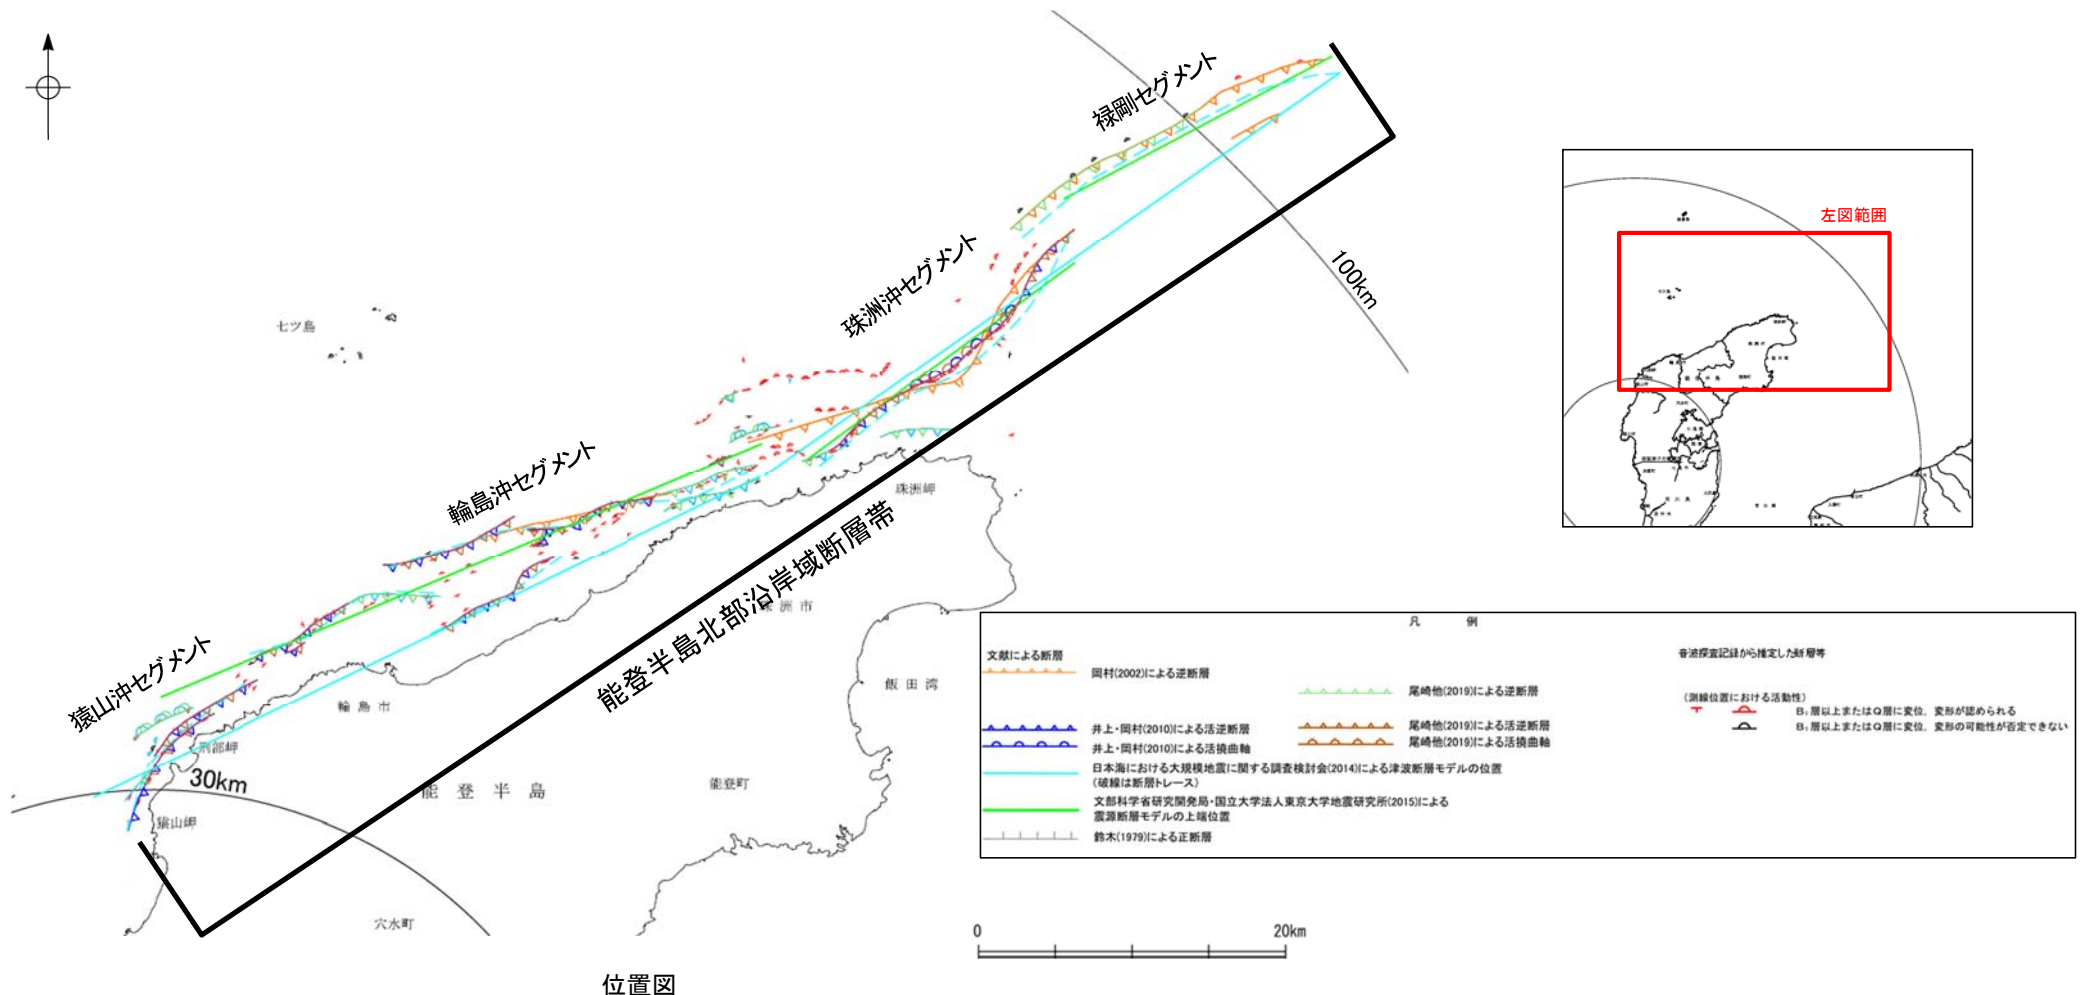 禄剛セグメント
珠洲沖セグメント
100km
七ツ島
輪島沖セグメント
珠洲岬
能登半島北部沿岸域断層帯
珠洲市
猿山沖セグメント
飯田湾
輪島市
刑部岬
30km
能登半島
能登町
猿山岬
穴水町
位置図
左図範囲
凡例
文献による断層
岡村(2002)による逆断層
尾崎他(2019)による逆断層
井上・岡村(2010)による活逆断層
尾崎他(2019)による活逆断層
井上・岡村(2010)による活撓曲軸
尾崎他(2019)による活撓曲軸
日本海における大規模地震に関する調査検討会(2014)による津波断層モデルの位置
(破線は断層トレース)
文部科学省研究開発局・国立大学法人東京大学地震研究所(2015)による
震源断層モデルの上端位置
鈴木(1979)による正断層
音波探査記録から推定した断層等
(測線位置における活動性)
B₁層以上またはQ層に変位、変形が認められる
B₁層以上またはQ層に変位、変形の可能性が否定できない
0 20km